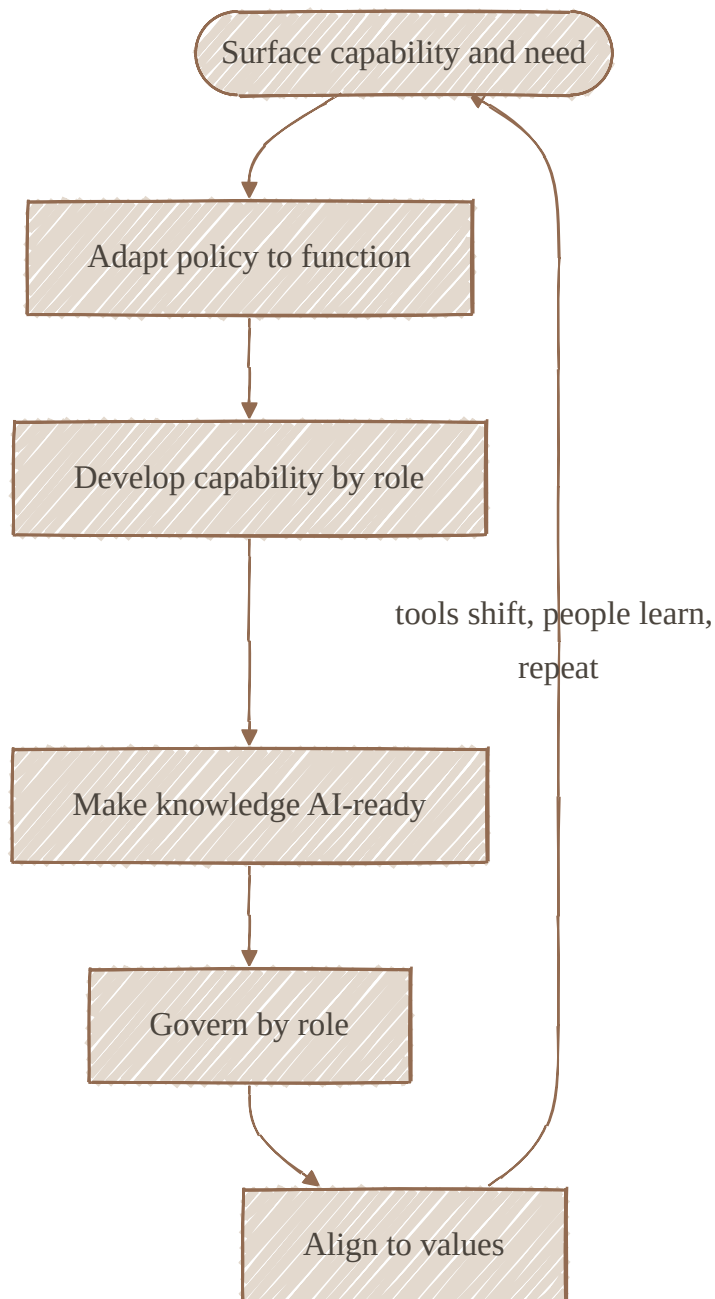 Surface capability and need
Adapt policy to function
Develop capability by role
tools shift, people learn,
repeat
Make knowledge AI-ready
Govern by role
Align to values